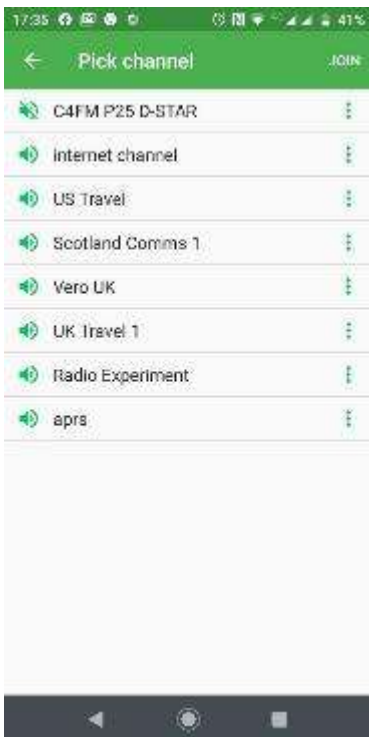 17:35 41%
Pick channel JOIN
C4FM P25 D-STAR
internet channel
US Travel
Scotland Comms 1
Vero UK
UK Travel 1
Radio Experiment
aprs